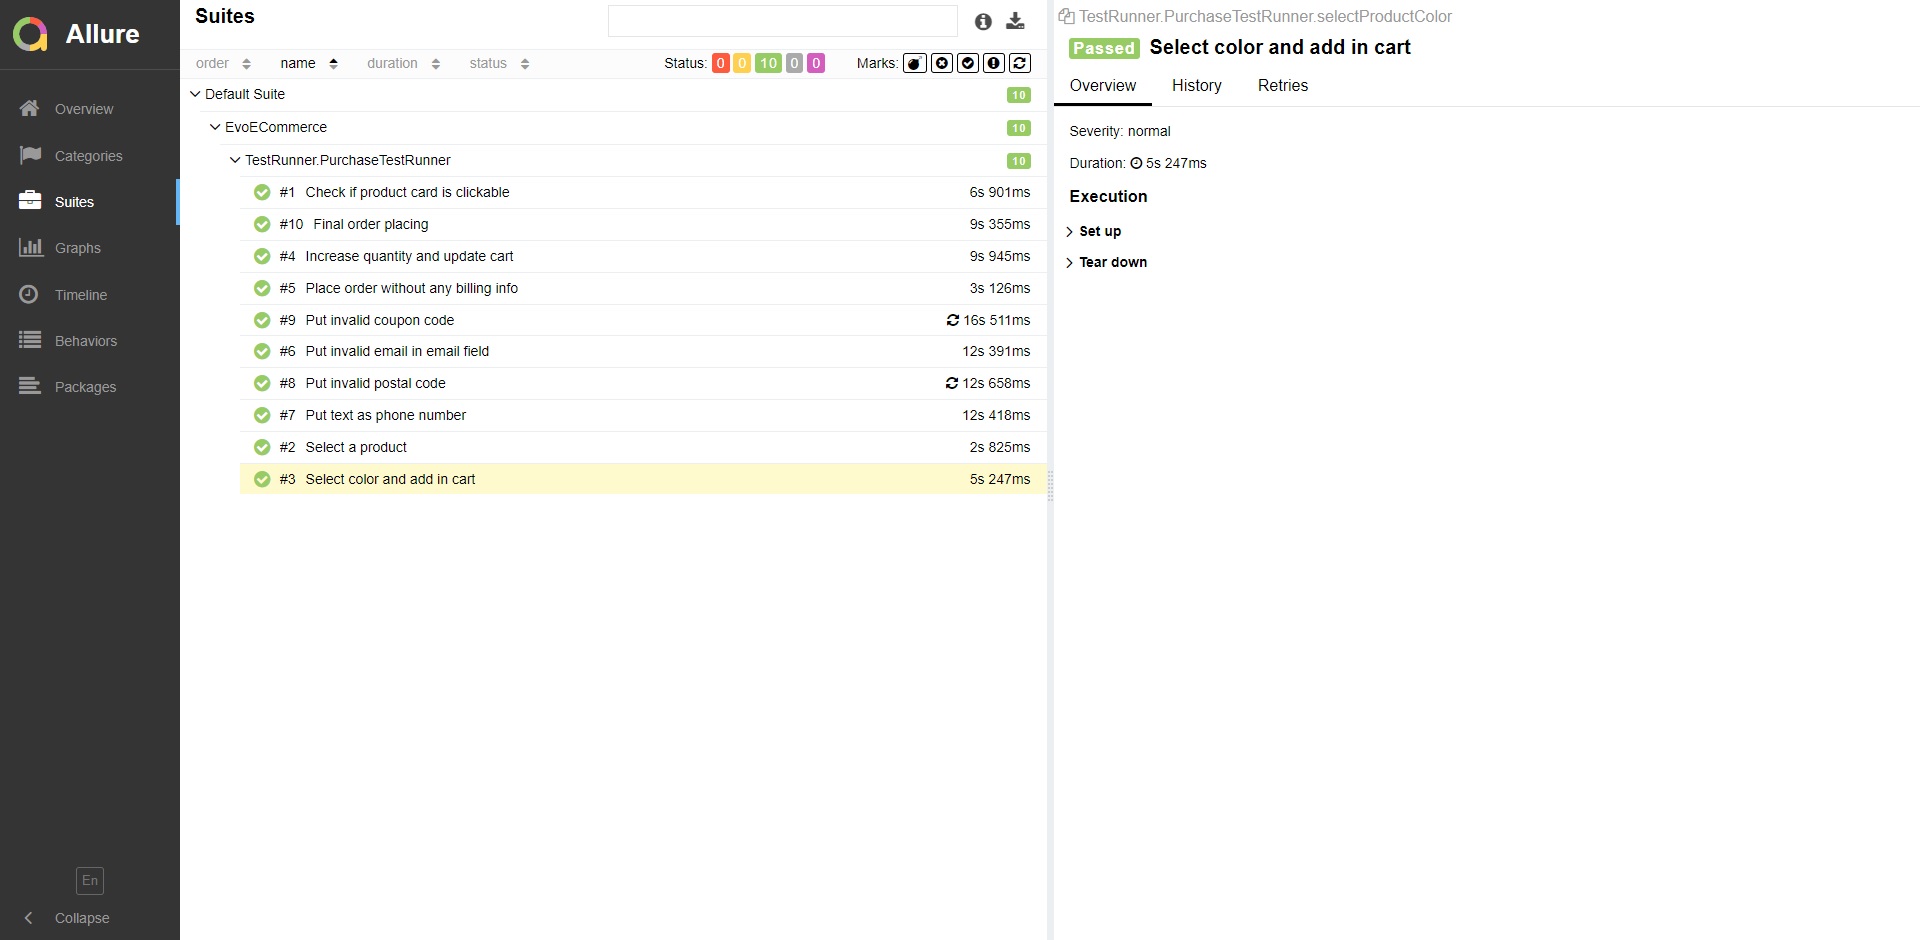 Allure
Overview
Categories
Suites
Graphs
Timeline
Behaviors
Packages
En
Collapse
Suites
order name duration status Status: 0 0 10 0 0 Marks:
Default Suite 10
EvoECommerce 10
TestRunner.PurchaseTestRunner 10
#1 Check if product card is clickable 6s 901ms
#10 Final order placing 9s 355ms
#4 Increase quantity and update cart 9s 945ms
#5 Place order without any billing info 3s 126ms
#9 Put invalid coupon code 16s 511ms
#6 Put invalid email in email field 12s 391ms
#8 Put invalid postal code 12s 658ms
#7 Put text as phone number 12s 418ms
#2 Select a product 2s 825ms
#3 Select color and add in cart 5s 247ms
TestRunner.PurchaseTestRunner.selectProductColor
Passed Select color and add in cart
Overview History Retries
Severity: normal
Duration: 5s 247ms
Execution
Set up
Tear down